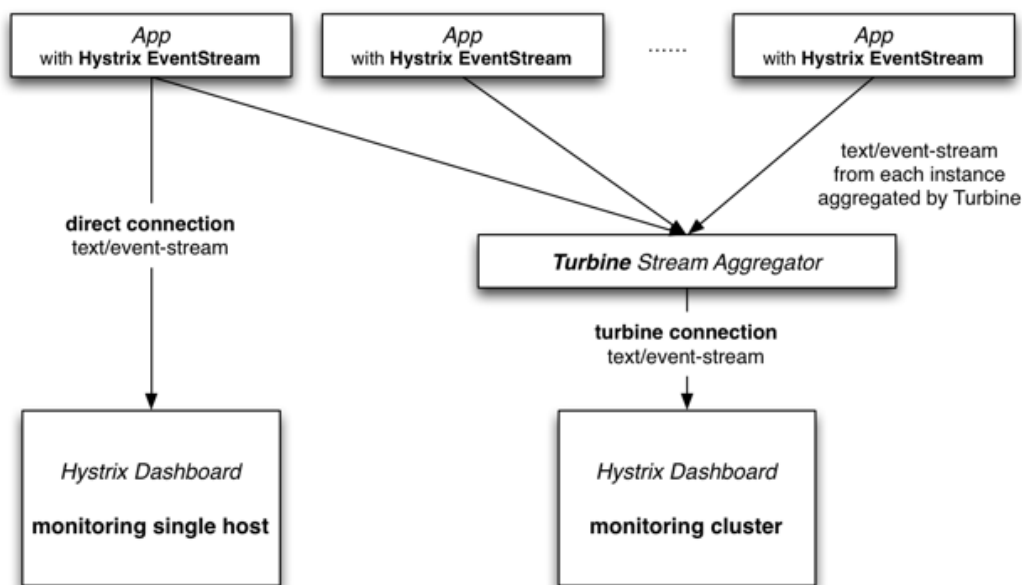 App
with Hystrix EventStream
App
with Hystrix EventStream
......
App
with Hystrix EventStream
text/event-stream
from each instance
aggregated by Turbine
direct connection
text/event-stream
Turbine Stream Aggregator
turbine connection
text/event-stream
Hystrix Dashboard
monitoring single host
Hystrix Dashboard
monitoring cluster